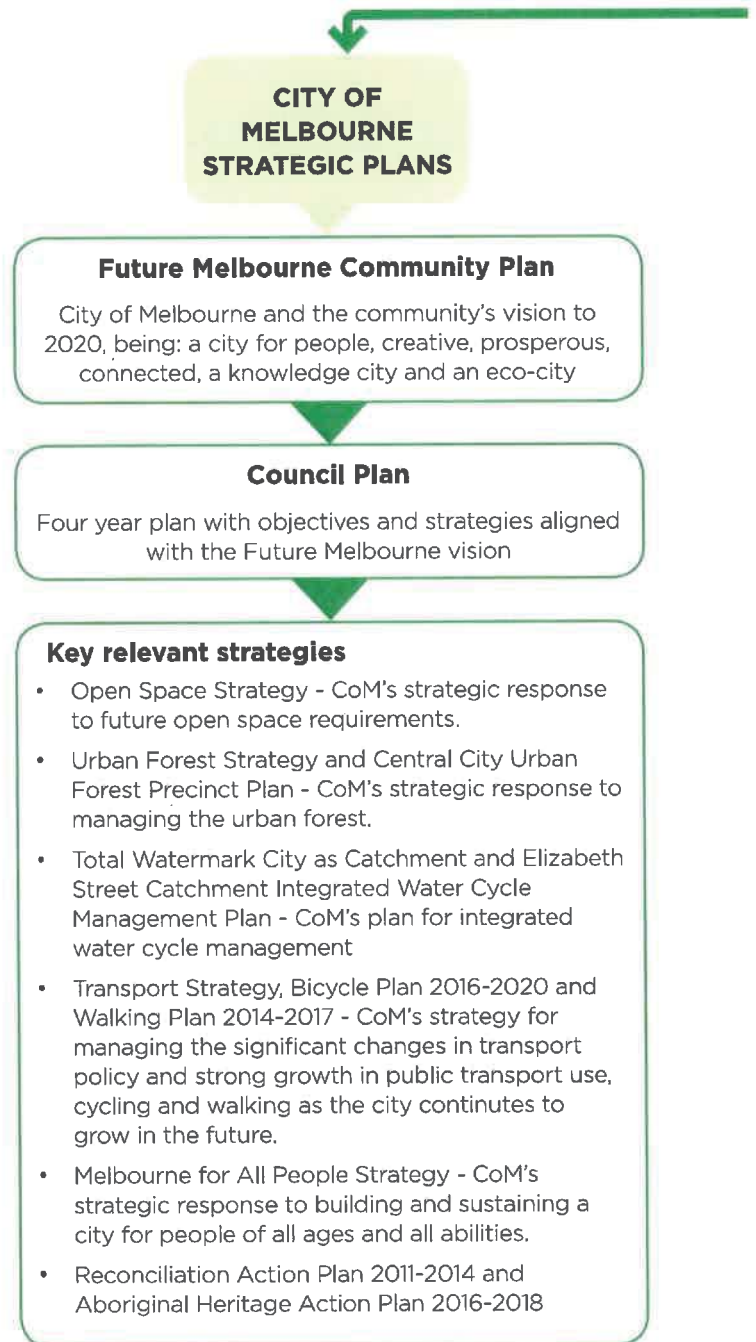 CITY OF
MELBOURNE
STRATEGIC PLANS
Future Melbourne Community Plan
City of Melbourne and the community's vision to
2020, being: a city for people, creative, prosperous,
connected, a knowledge city and an eco-city
Council Plan
Four year plan with objectives and strategies aligned
with the Future Melbourne vision
Key relevant strategies
• Open Space Strategy - CoM's strategic response
to future open space requirements.
• Urban Forest Strategy and Central City Urban
Forest Precinct Plan - CoM's strategic response to
managing the urban forest.
• Total Watermark City as Catchment and Elizabeth
Street Catchment Integrated Water Cycle
Management Plan - CoM's plan for integrated
water cycle management
• Transport Strategy, Bicycle Plan 2016-2020 and
Walking Plan 2014-2017 - CoM's strategy for
managing the significant changes in transport
policy and strong growth in public transport use,
cycling and walking as the city continutes to
grow in the future.
• Melbourne for All People Strategy - CoM's
strategic response to building and sustaining a
city for people of all ages and all abilities.
• Reconciliation Action Plan 2011-2014 and
Aboriginal Heritage Action Plan 2016-2018